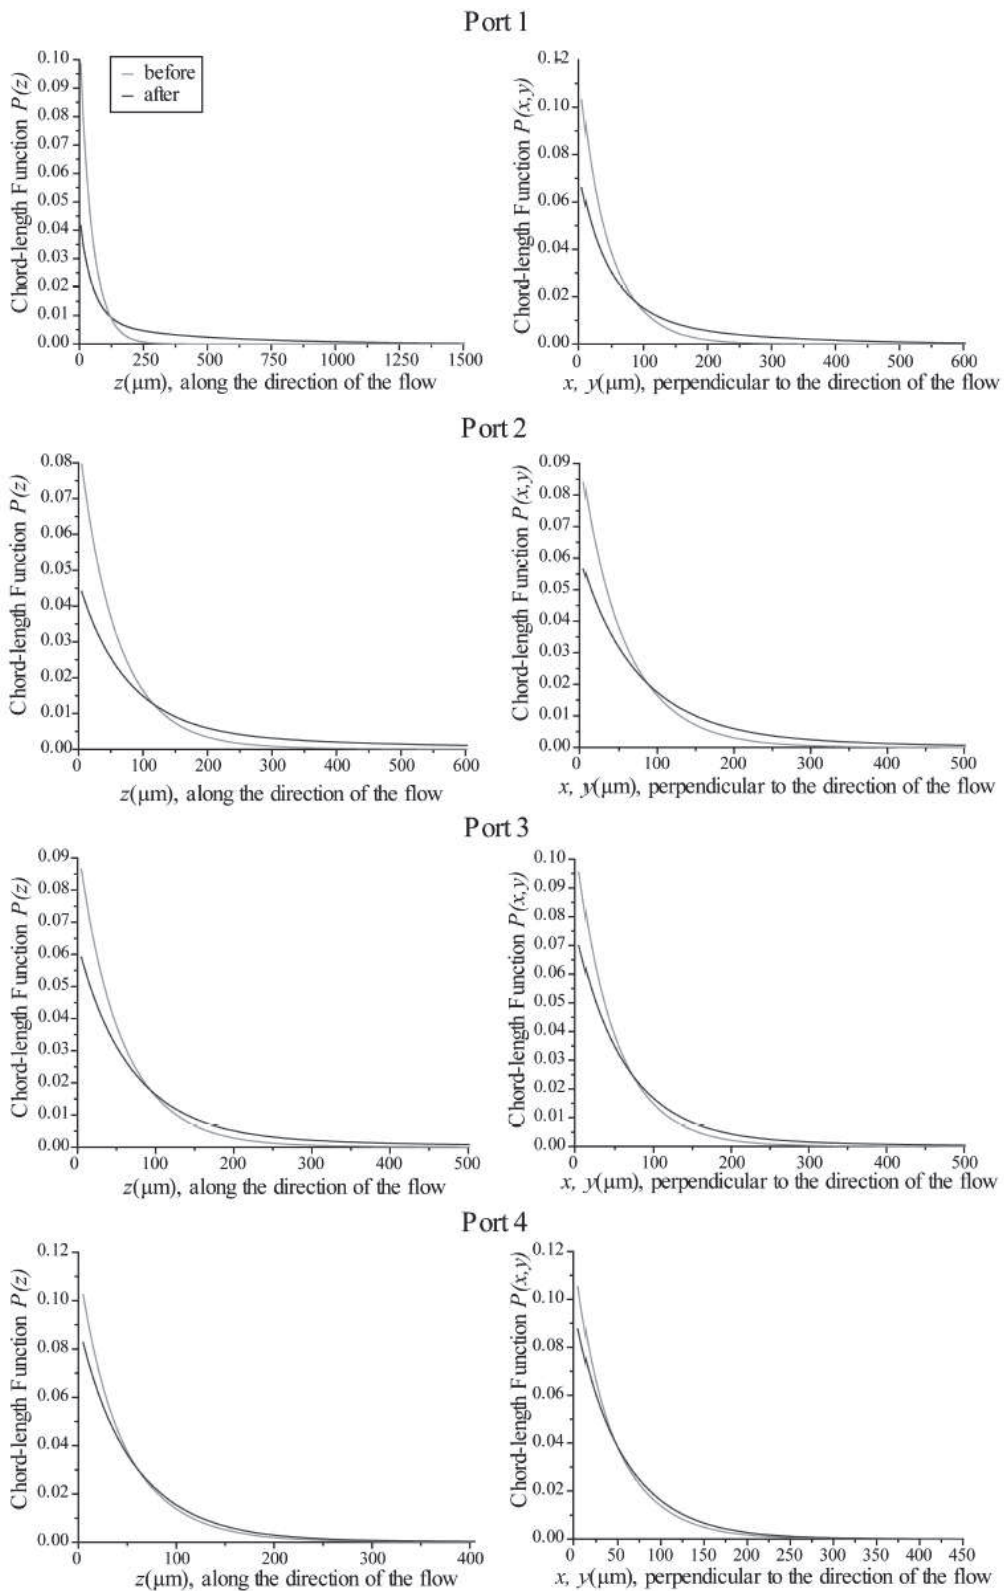 Port 1
Chord-length Function P(z)
0.10
0.09
0.08
0.07
0.06
0.05
0.04
0.03
0.02
0.01
0.00
before
after
0 250 500 750 1000 1250 1500
z(μm), along the direction of the flow
Chord-length Function P(x,y)
0.12
0.10
0.08
0.06
0.04
0.02
0.00
0 100 200 300 400 500 600
x, y(μm), perpendicular to the direction of the flow
Port 2
Chord-length Function P(z)
0.08
0.07
0.06
0.05
0.04
0.03
0.02
0.01
0.00
0 100 200 300 400 500 600
z(μm), along the direction of the flow
Chord-length Function P(x,y)
0.09
0.08
0.07
0.06
0.05
0.04
0.03
0.02
0.01
0.00
0 100 200 300 400 500
x, y(μm), perpendicular to the direction of the flow
Port 3
Chord-length Function P(z)
0.09
0.08
0.07
0.06
0.05
0.04
0.03
0.02
0.01
0.00
0 100 200 300 400 500
z(μm), along the direction of the flow
Chord-length Function P(x,y)
0.10
0.09
0.08
0.07
0.06
0.05
0.04
0.03
0.02
0.01
0.00
0 100 200 300 400 500
x, y(μm), perpendicular to the direction of the flow
Port 4
Chord-length Function P(z)
0.12
0.10
0.08
0.06
0.04
0.02
0.00
0 100 200 300 400
z(μm), along the direction of the flow
Chord-length Function P(x,y)
0.12
0.10
0.08
0.06
0.04
0.02
0.00
0 50 100 150 200 250 300 350 400 450
x, y(μm), perpendicular to the direction of the flow